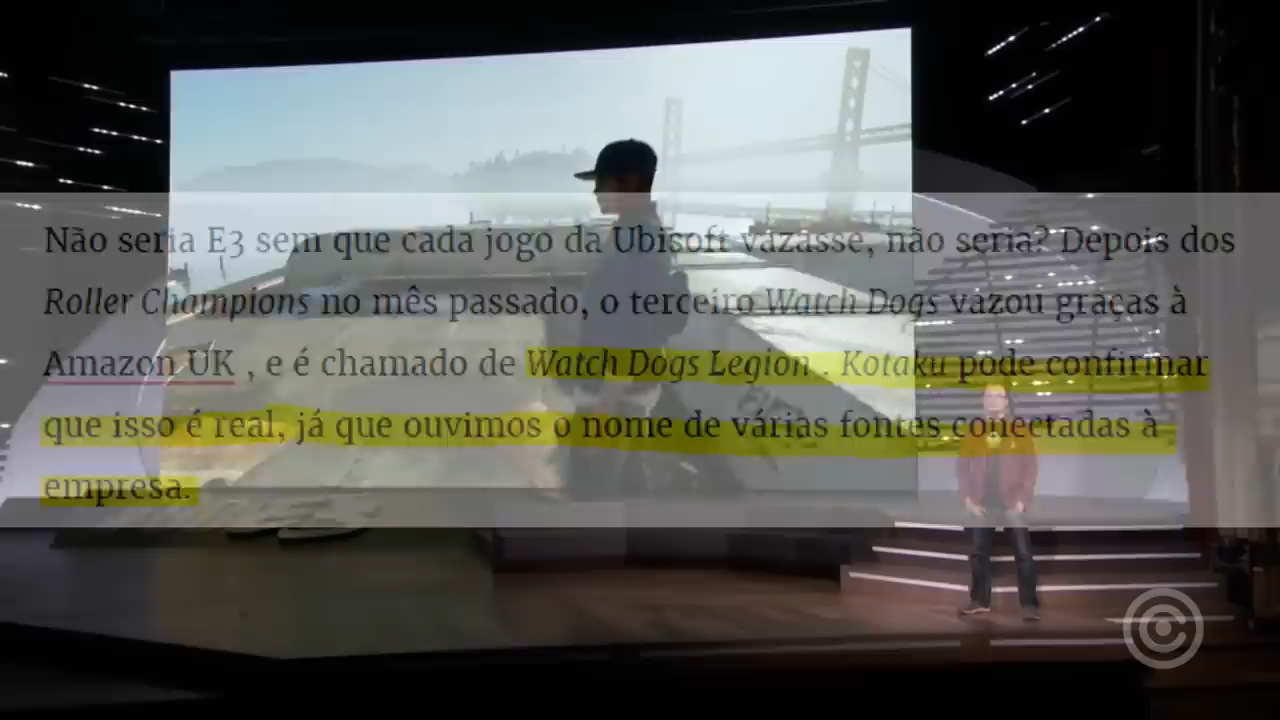 Não seria E3 sem que cada jogo da Ubisoft vazasse, não seria? Depois dos
Roller Champions no mês passado, o terceiro Watch Dogs vazou graças à
Amazon UK , e é chamado de Watch Dogs Legion . Kotaku pode confirmar
que isso é real, já que ouvimos o nome de várias fontes conectadas à
empresa.